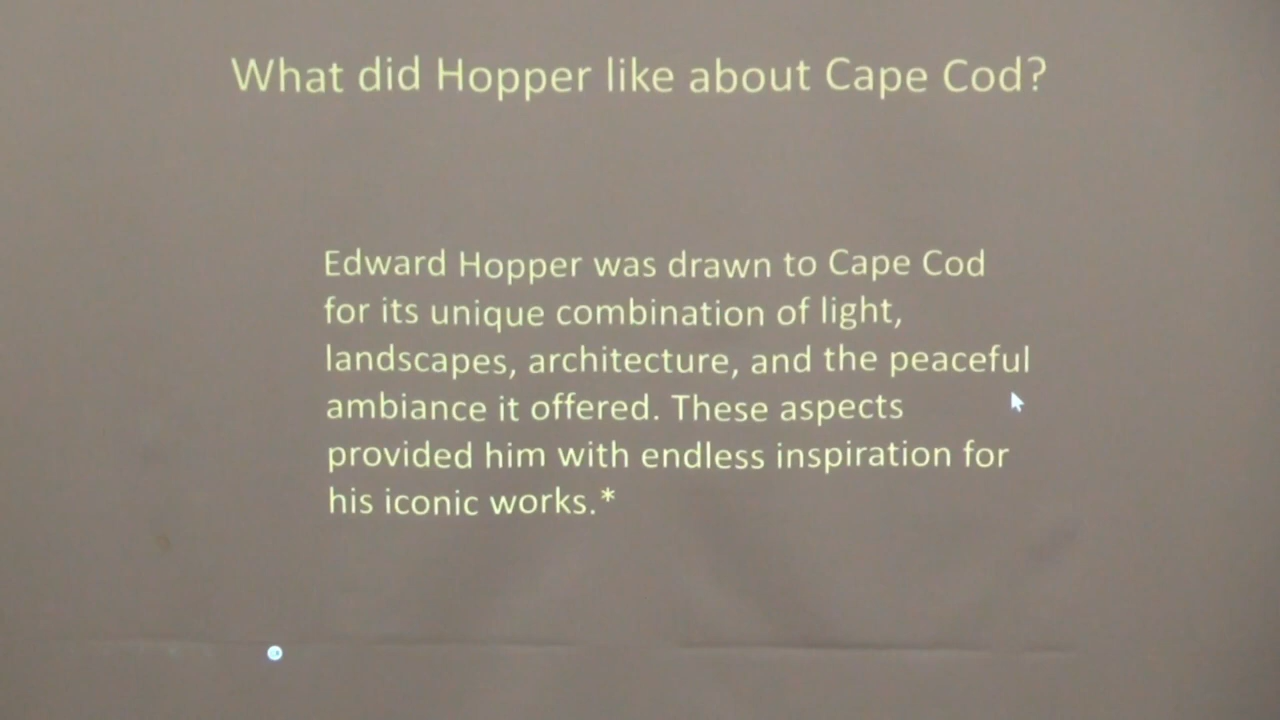 What did Hopper like about Cape Cod?
Edward Hopper was drawn to Cape Cod
for its unique combination of light,
landscapes, architecture, and the peaceful
ambiance it offered. These aspects
provided him with endless inspiration for
his iconic works.*